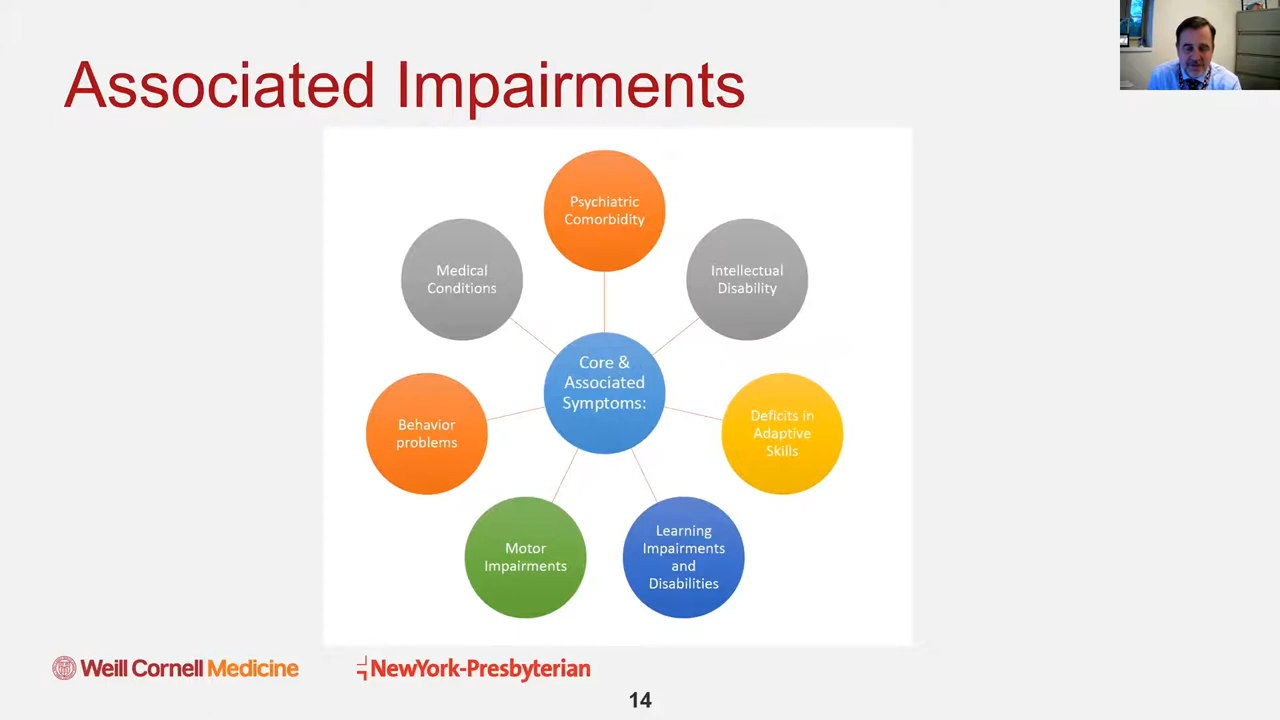 Associated Impairments
Psychiatric
Comorbidity
Medical
Conditions
Intellectual
Disability
Core &
Associated
Symptoms:
Behavior
problems
Deficits in
Adaptive
Skills
Motor
Impairments
Learning
Impairments
and
Disabilities
Weill Cornell Medicine
NewYork-Presbyterian
14